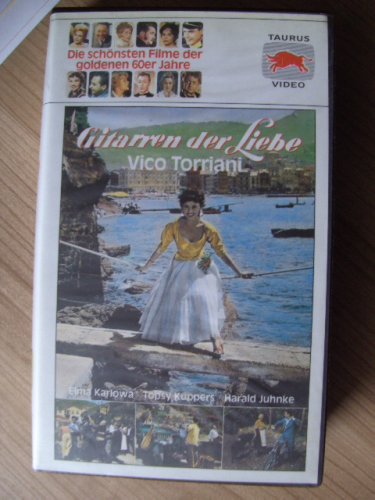 Die schönsten Filme der
goldenen 60er Jahre
TAURUS
VIDEO
Gitarren der Liebe
Vico Torriani
Elma Karlowa · Topsy Küppers · Harald Juhnke